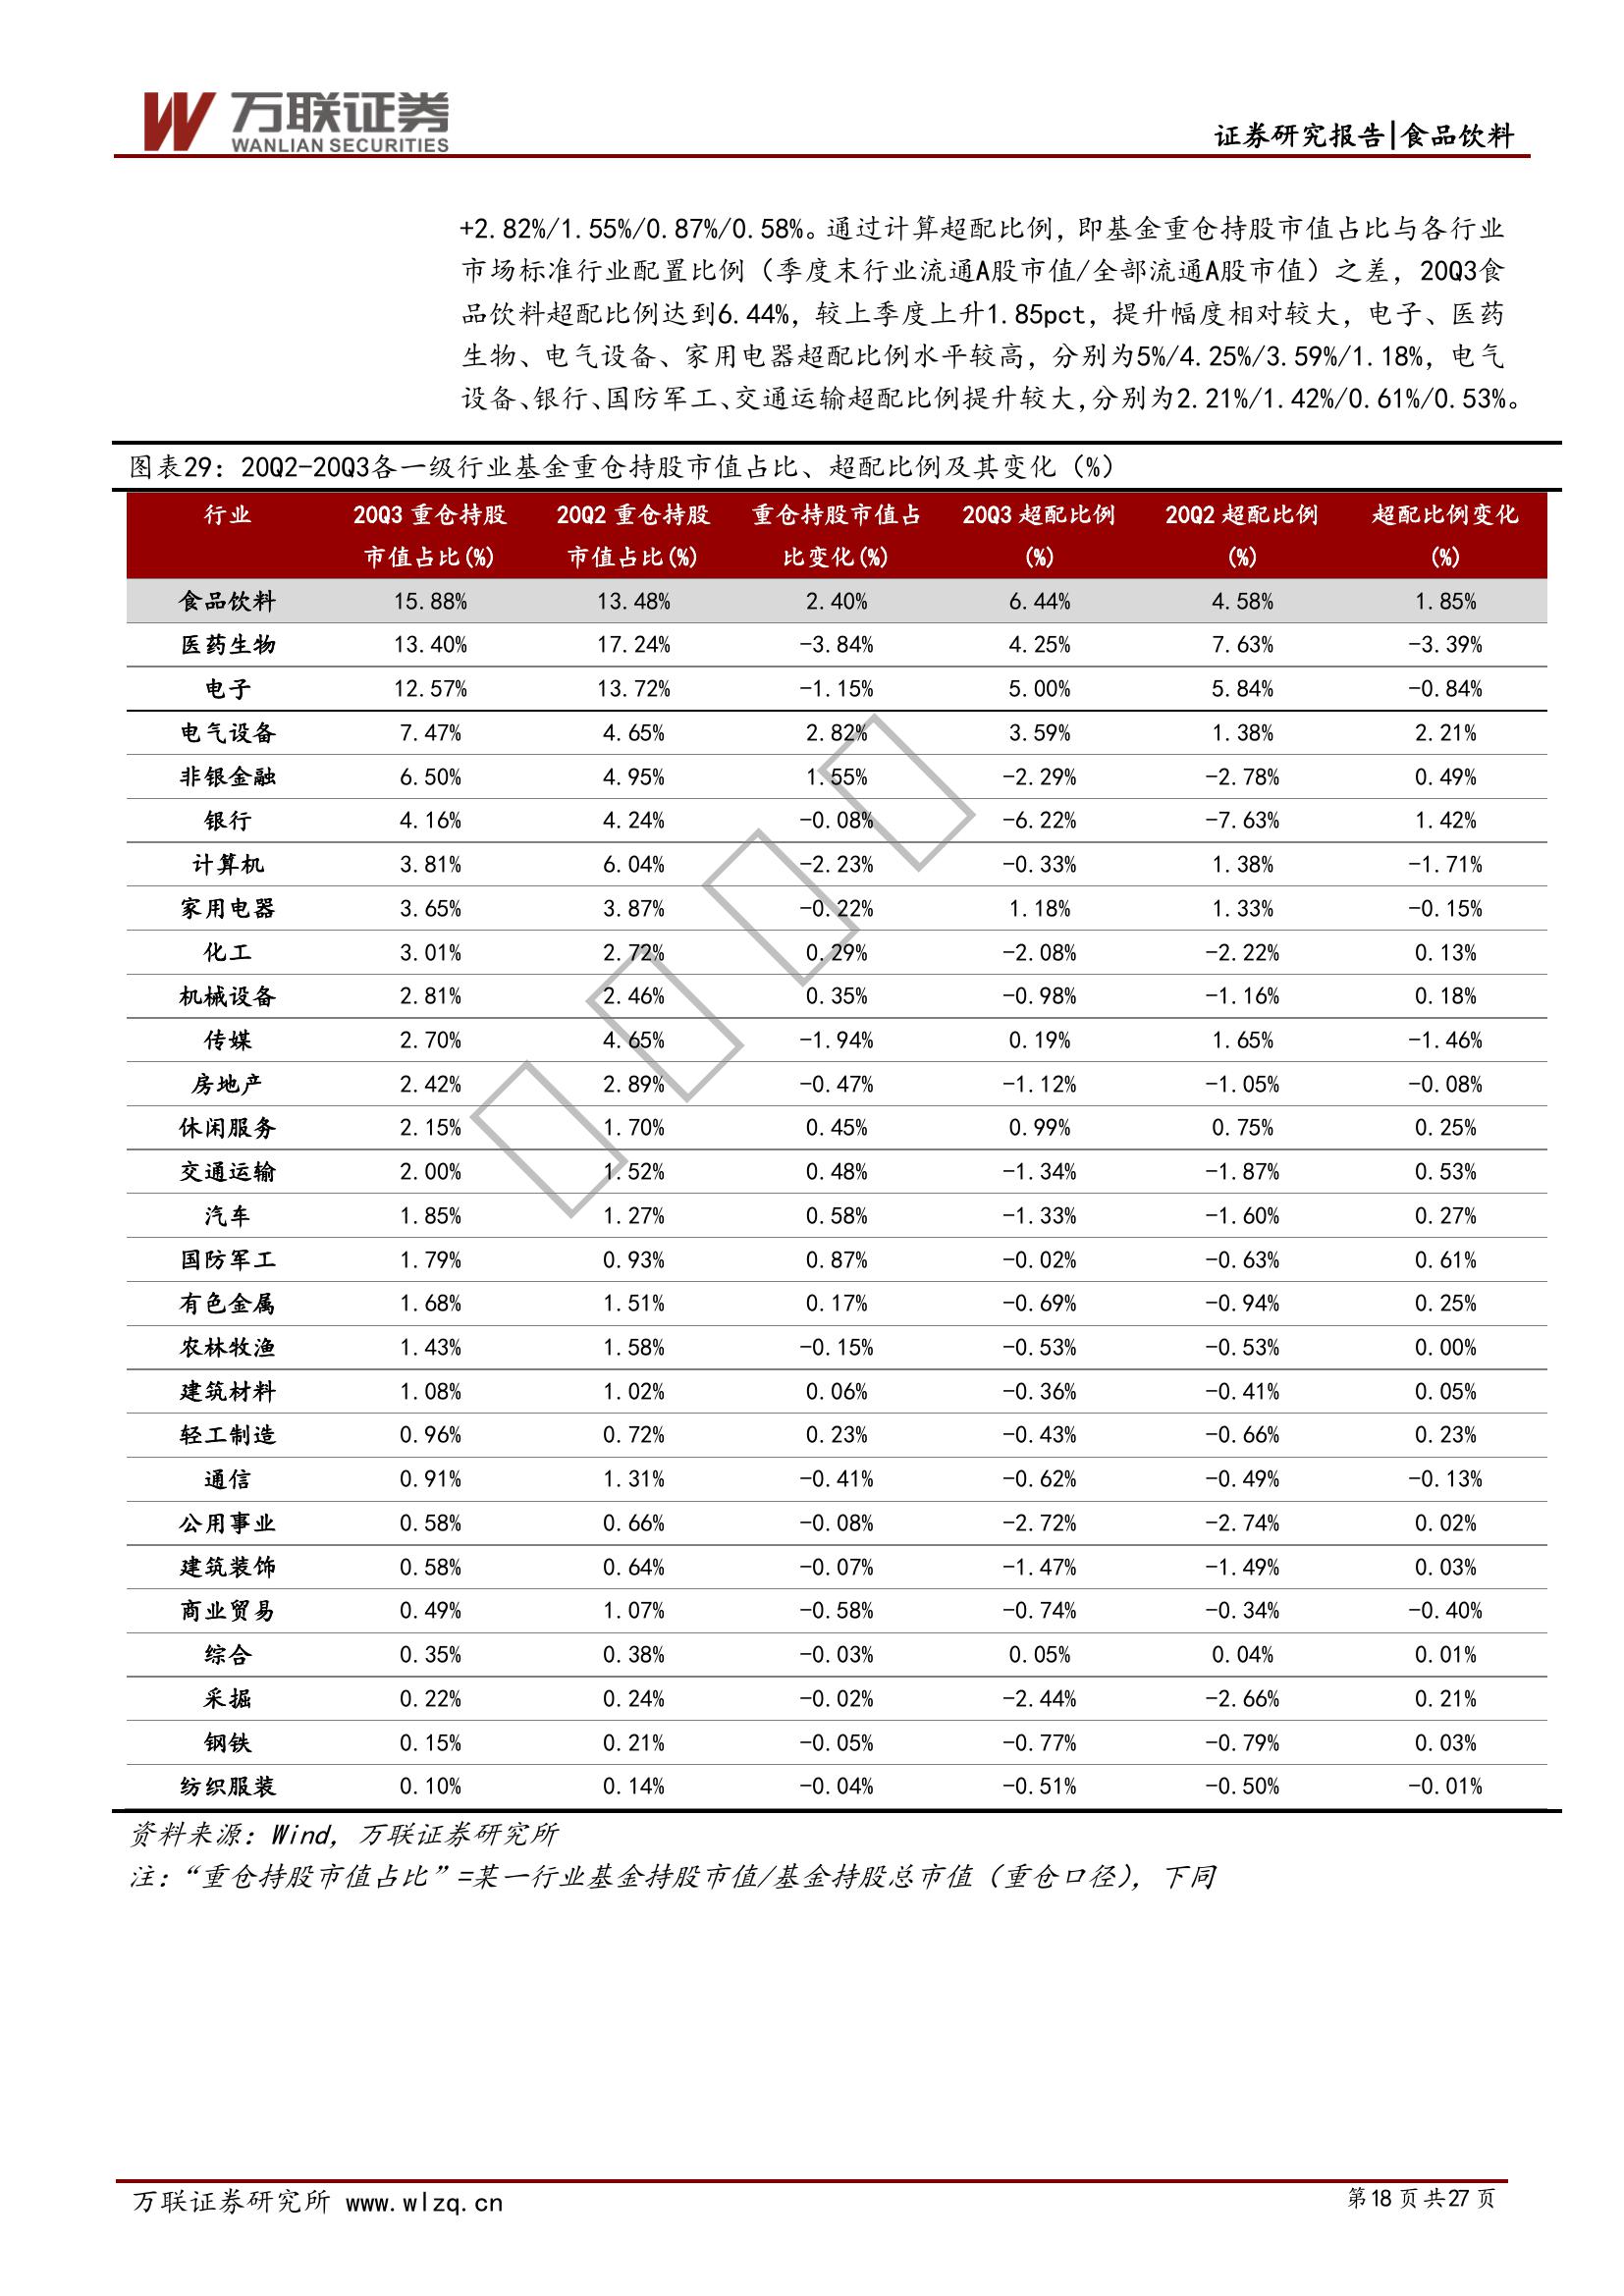 万联证券
WANLIAN SECURITIES
证券研究报告|食品饮料
+2.82%/1.55%/0.87%/0.58%。通过计算超配比例，即基金重仓持股市值占比与各行业
市场标准行业配置比例（季度末行业流通A股市值/全部流通A股市值）之差，20Q3食
品饮料超配比例达到6.44%，较上季度上升1.85pct，提升幅度相对较大，电子、医药
生物、电气设备、家用电器超配比例水平较高，分别为5%/4.25%/3.59%/1.18%，电气
设备、银行、国防军工、交通运输超配比例提升较大，分别为2.21%/1.42%/0.61%/0.53%。
图表29：20Q2-20Q3各一级行业基金重仓持股市值占比、超配比例及其变化（%）
行业 20Q3 重仓持股 20Q2 重仓持股 重仓持股市值占 20Q3 超配比例 20Q2 超配比例 超配比例变化
市值占比(%) 市值占比(%) 比变化(%) (%) (%) (%)
食品饮料 15.88% 13.48% 2.40% 6.44% 4.58% 1.85%
医药生物 13.40% 17.24% -3.84% 4.25% 7.63% -3.39%
电子 12.57% 13.72% -1.15% 5.00% 5.84% -0.84%
电气设备 7.47% 4.65% 2.82% 3.59% 1.38% 2.21%
非银金融 6.50% 4.95% 1.55% -2.29% -2.78% 0.49%
银行 4.16% 4.24% -0.08% -6.22% -7.63% 1.42%
计算机 3.81% 6.04% -2.23% -0.33% 1.38% -1.71%
家用电器 3.65% 3.87% -0.22% 1.18% 1.33% -0.15%
化工 3.01% 2.72% 0.29% -2.08% -2.22% 0.13%
机械设备 2.81% 2.46% 0.35% -0.98% -1.16% 0.18%
传媒 2.70% 4.65% -1.94% 0.19% 1.65% -1.46%
房地产 2.42% 2.89% -0.47% -1.12% -1.05% -0.08%
休闲服务 2.15% 1.70% 0.45% 0.99% 0.75% 0.25%
交通运输 2.00% 1.52% 0.48% -1.34% -1.87% 0.53%
汽车 1.85% 1.27% 0.58% -1.33% -1.60% 0.27%
国防军工 1.79% 0.93% 0.87% -0.02% -0.63% 0.61%
有色金属 1.68% 1.51% 0.17% -0.69% -0.94% 0.25%
农林牧渔 1.43% 1.58% -0.15% -0.53% -0.53% 0.00%
建筑材料 1.08% 1.02% 0.06% -0.36% -0.41% 0.05%
轻工制造 0.96% 0.72% 0.23% -0.43% -0.66% 0.23%
通信 0.91% 1.31% -0.41% -0.62% -0.49% -0.13%
公用事业 0.58% 0.66% -0.08% -2.72% -2.74% 0.02%
建筑装饰 0.58% 0.64% -0.07% -1.47% -1.49% 0.03%
商业贸易 0.49% 1.07% -0.58% -0.74% -0.34% -0.40%
综合 0.35% 0.38% -0.03% 0.05% 0.04% 0.01%
采掘 0.22% 0.24% -0.02% -2.44% -2.66% 0.21%
钢铁 0.15% 0.21% -0.05% -0.77% -0.79% 0.03%
纺织服装 0.10% 0.14% -0.04% -0.51% -0.50% -0.01%
资料来源：Wind，万联证券研究所
注：“重仓持股市值占比”=某一行业基金持股市值/基金持股总市值（重仓口径），下同
万联证券研究所 www.wlzq.cn
第18 页 共27 页